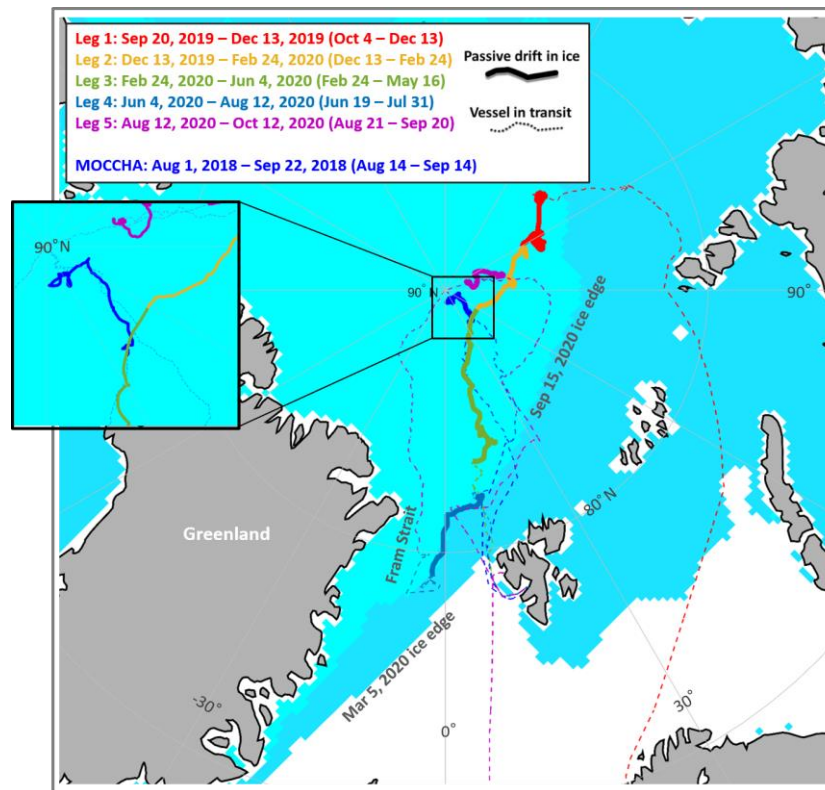 Leg 1: Sep 20, 2019 – Dec 13, 2019 (Oct 4 – Dec 13)
Leg 2: Dec 13, 2019 – Feb 24, 2020 (Dec 13 – Feb 24)
Leg 3: Feb 24, 2020 – Jun 4, 2020 (Feb 24 – May 16)
Leg 4: Jun 4, 2020 – Aug 12, 2020 (Jun 19 – Jul 31)
Leg 5: Aug 12, 2020 – Oct 12, 2020 (Aug 21 – Sep 20)
MOCCHA: Aug 1, 2018 – Sep 22, 2018 (Aug 14 – Sep 14)
Passive drift in ice
Vessel in transit
90°N
90°N
90°
Sep 15, 2020 ice edge
80°N
Greenland
Fram Strait
Mar 5, 2020 ice edge
-30°
0°
30°